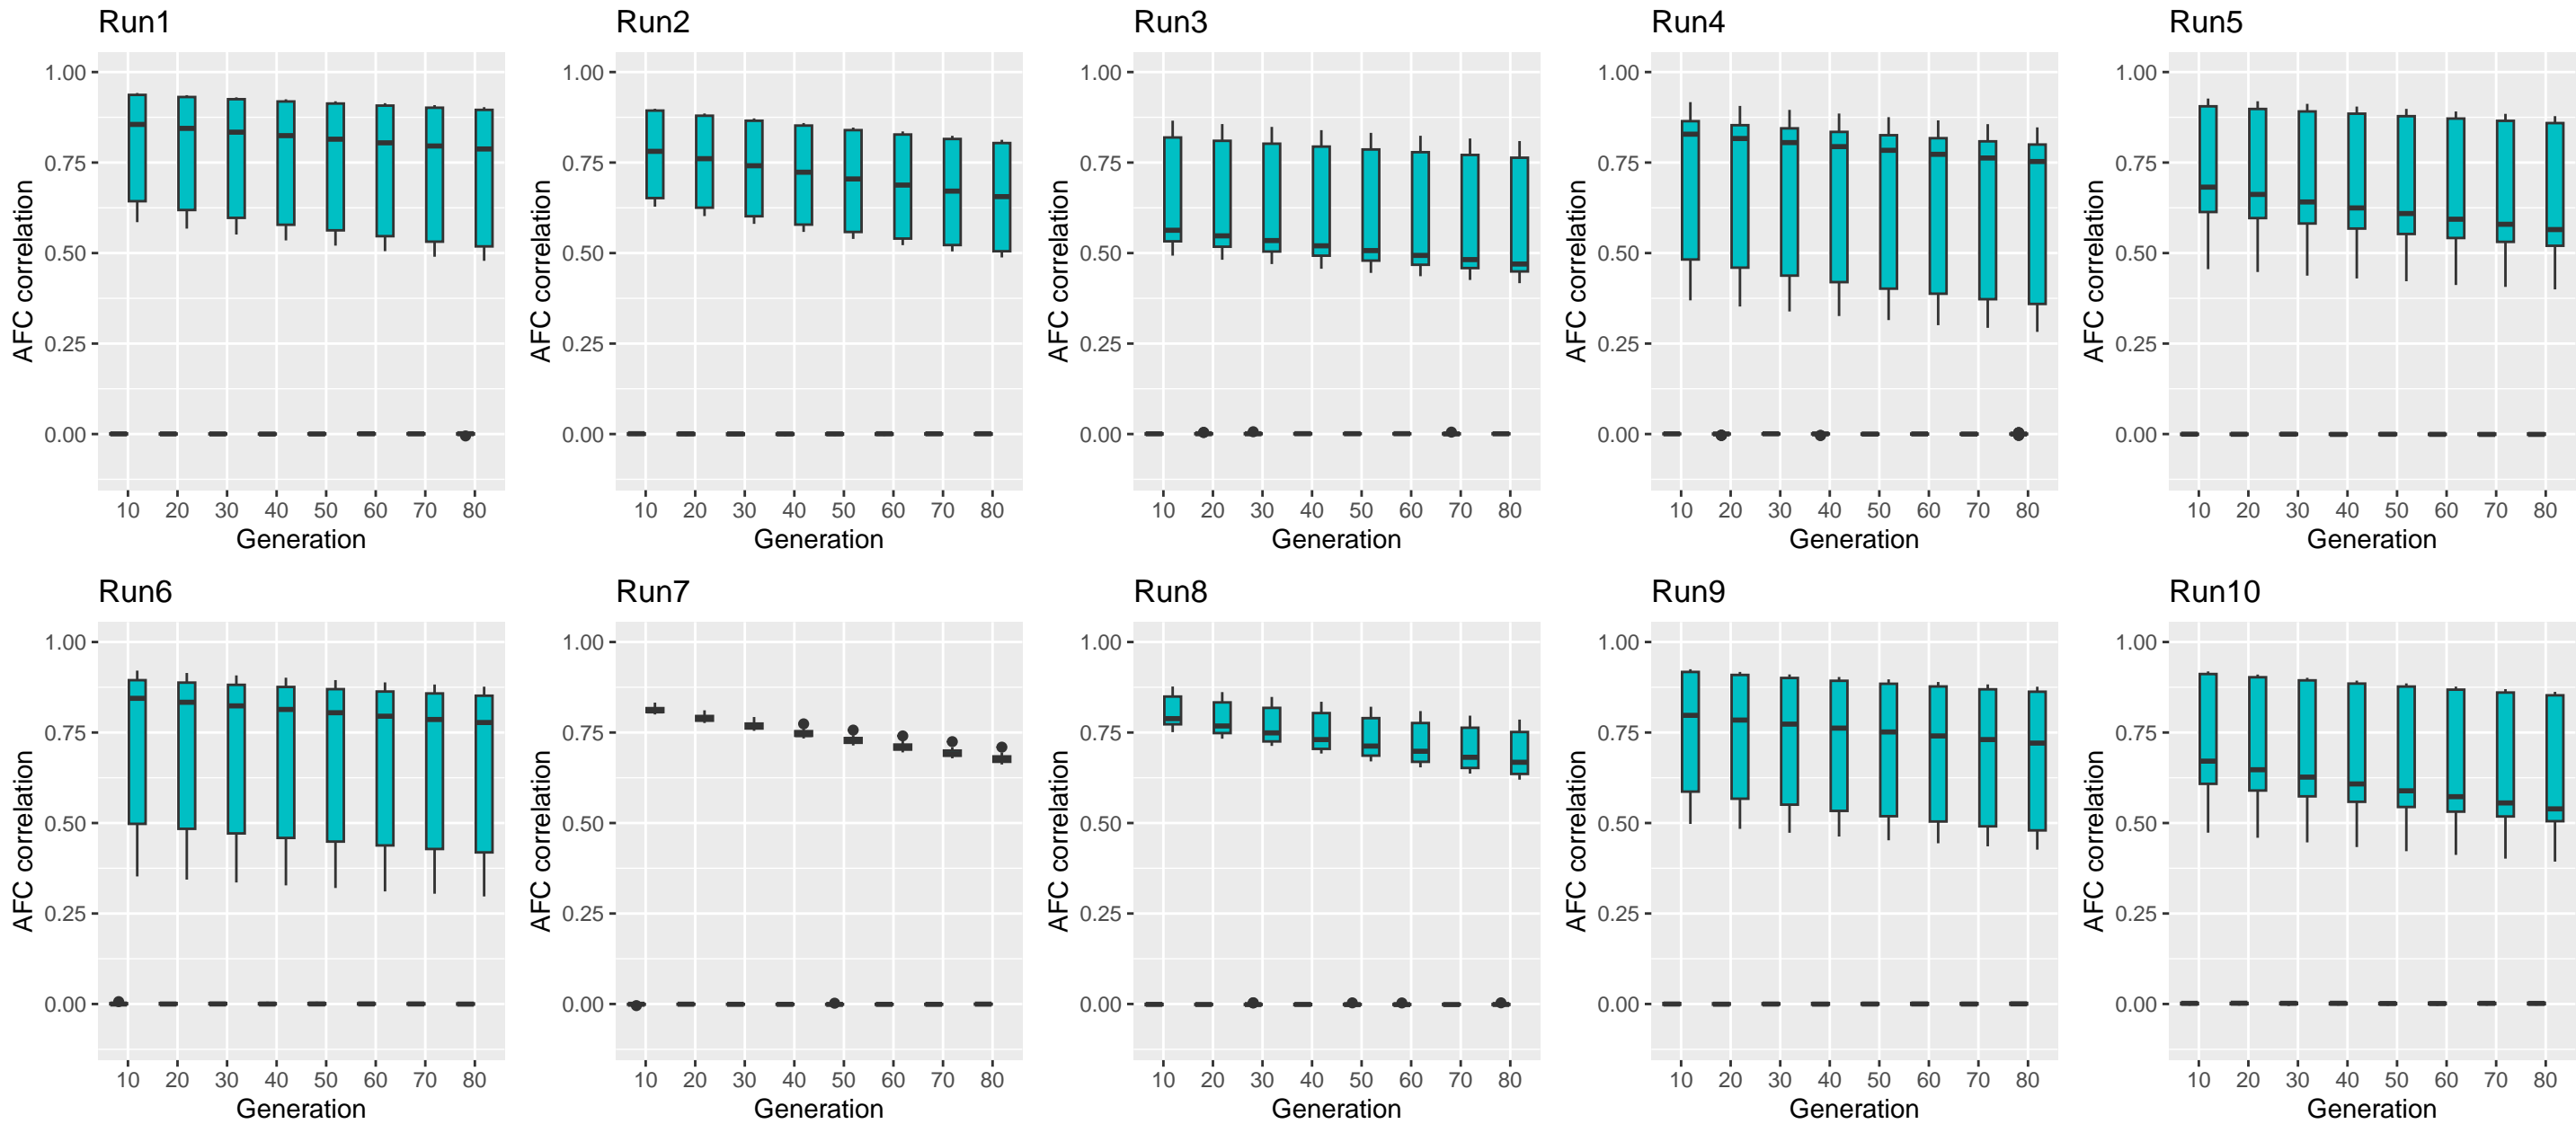 Run1 Run2 Run3 Run4 Run5
1.00 1.00 1.00 1.00 1.00
0.75 0.75 0.75 0.75 0.75
0.50 0.50 0.50 0.50 0.50
0.25 0.25 0.25 0.25 0.25
0.00 0.00 0.00 0.00 0.00
AFC correlation AFC correlation AFC correlation AFC correlation AFC correlation
10 20 30 40 50 60 70 80 10 20 30 40 50 60 70 80 10 20 30 40 50 60 70 80 10 20 30 40 50 60 70 80 10 20 30 40 50 60 70 80
Generation Generation Generation Generation Generation
Run6 Run7 Run8 Run9 Run10
1.00 1.00 1.00 1.00 1.00
0.75 0.75 0.75 0.75 0.75
0.50 0.50 0.50 0.50 0.50
0.25 0.25 0.25 0.25 0.25
0.00 0.00 0.00 0.00 0.00
AFC correlation AFC correlation AFC correlation AFC correlation AFC correlation
10 20 30 40 50 60 70 80 10 20 30 40 50 60 70 80 10 20 30 40 50 60 70 80 10 20 30 40 50 60 70 80 10 20 30 40 50 60 70 80
Generation Generation Generation Generation Generation